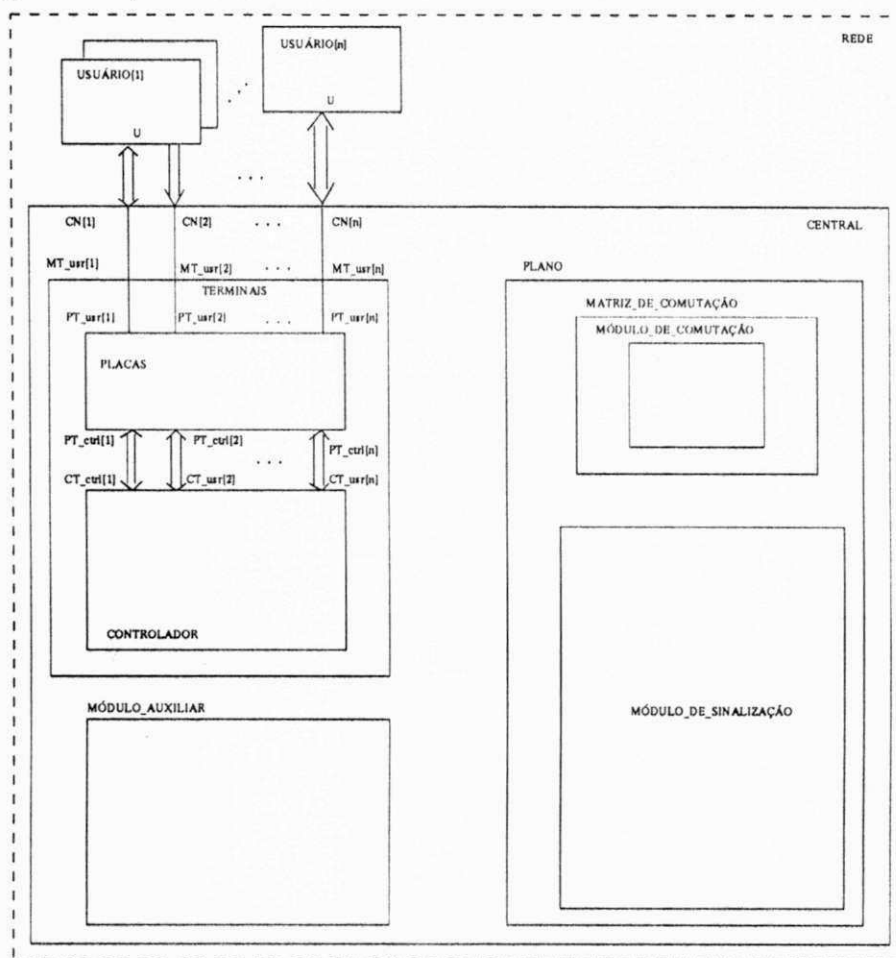 REDE
USUÁRIO[n]
USUÁRIO[1]
U
U
. . .
CN[1] CN[2] . . . CN[n]
CENTRAL
MT_usr[1] MT_usr[2] . . . MT_usr[n]
PLANO
TERMINAIS
MATRIZ_DE_COMUTAÇÃO
PT_usr[1] PT_usr[2] . . . PT_usr[n]
MÓDULO_DE_COMUTAÇÃO
PLACAS
PT_ctrl[1] PT_ctrl[2] . . . PT_ctrl[n]
CT_ctrl[1] CT_usr[2] CT_usr[n]
CONTROLADOR
MÓDULO_AUXILIAR
MÓDULO_DE_SINALIZAÇÃO